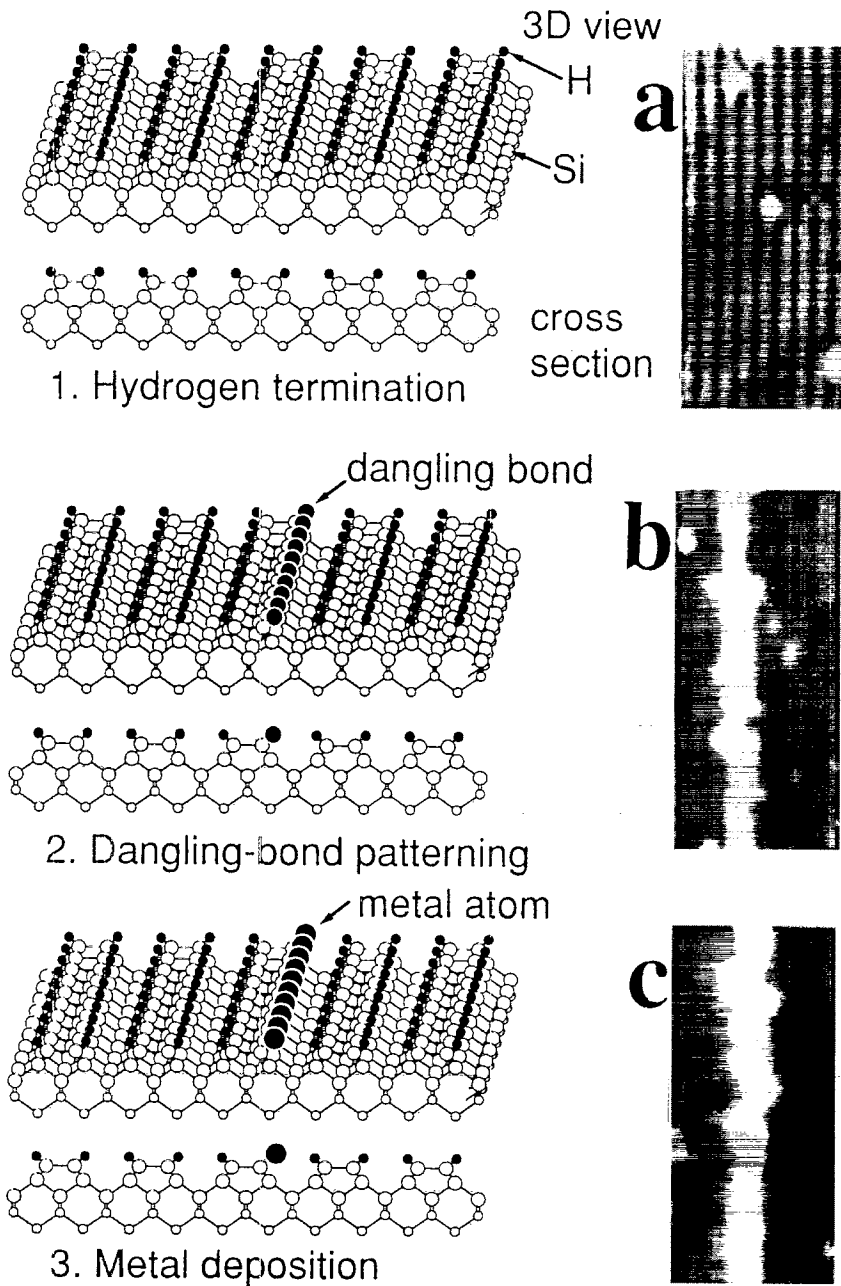 3D view
H
a
Si
cross
section
1. Hydrogen termination
dangling bond
b
2. Dangling-bond patterning
metal atom
c
3. Metal deposition